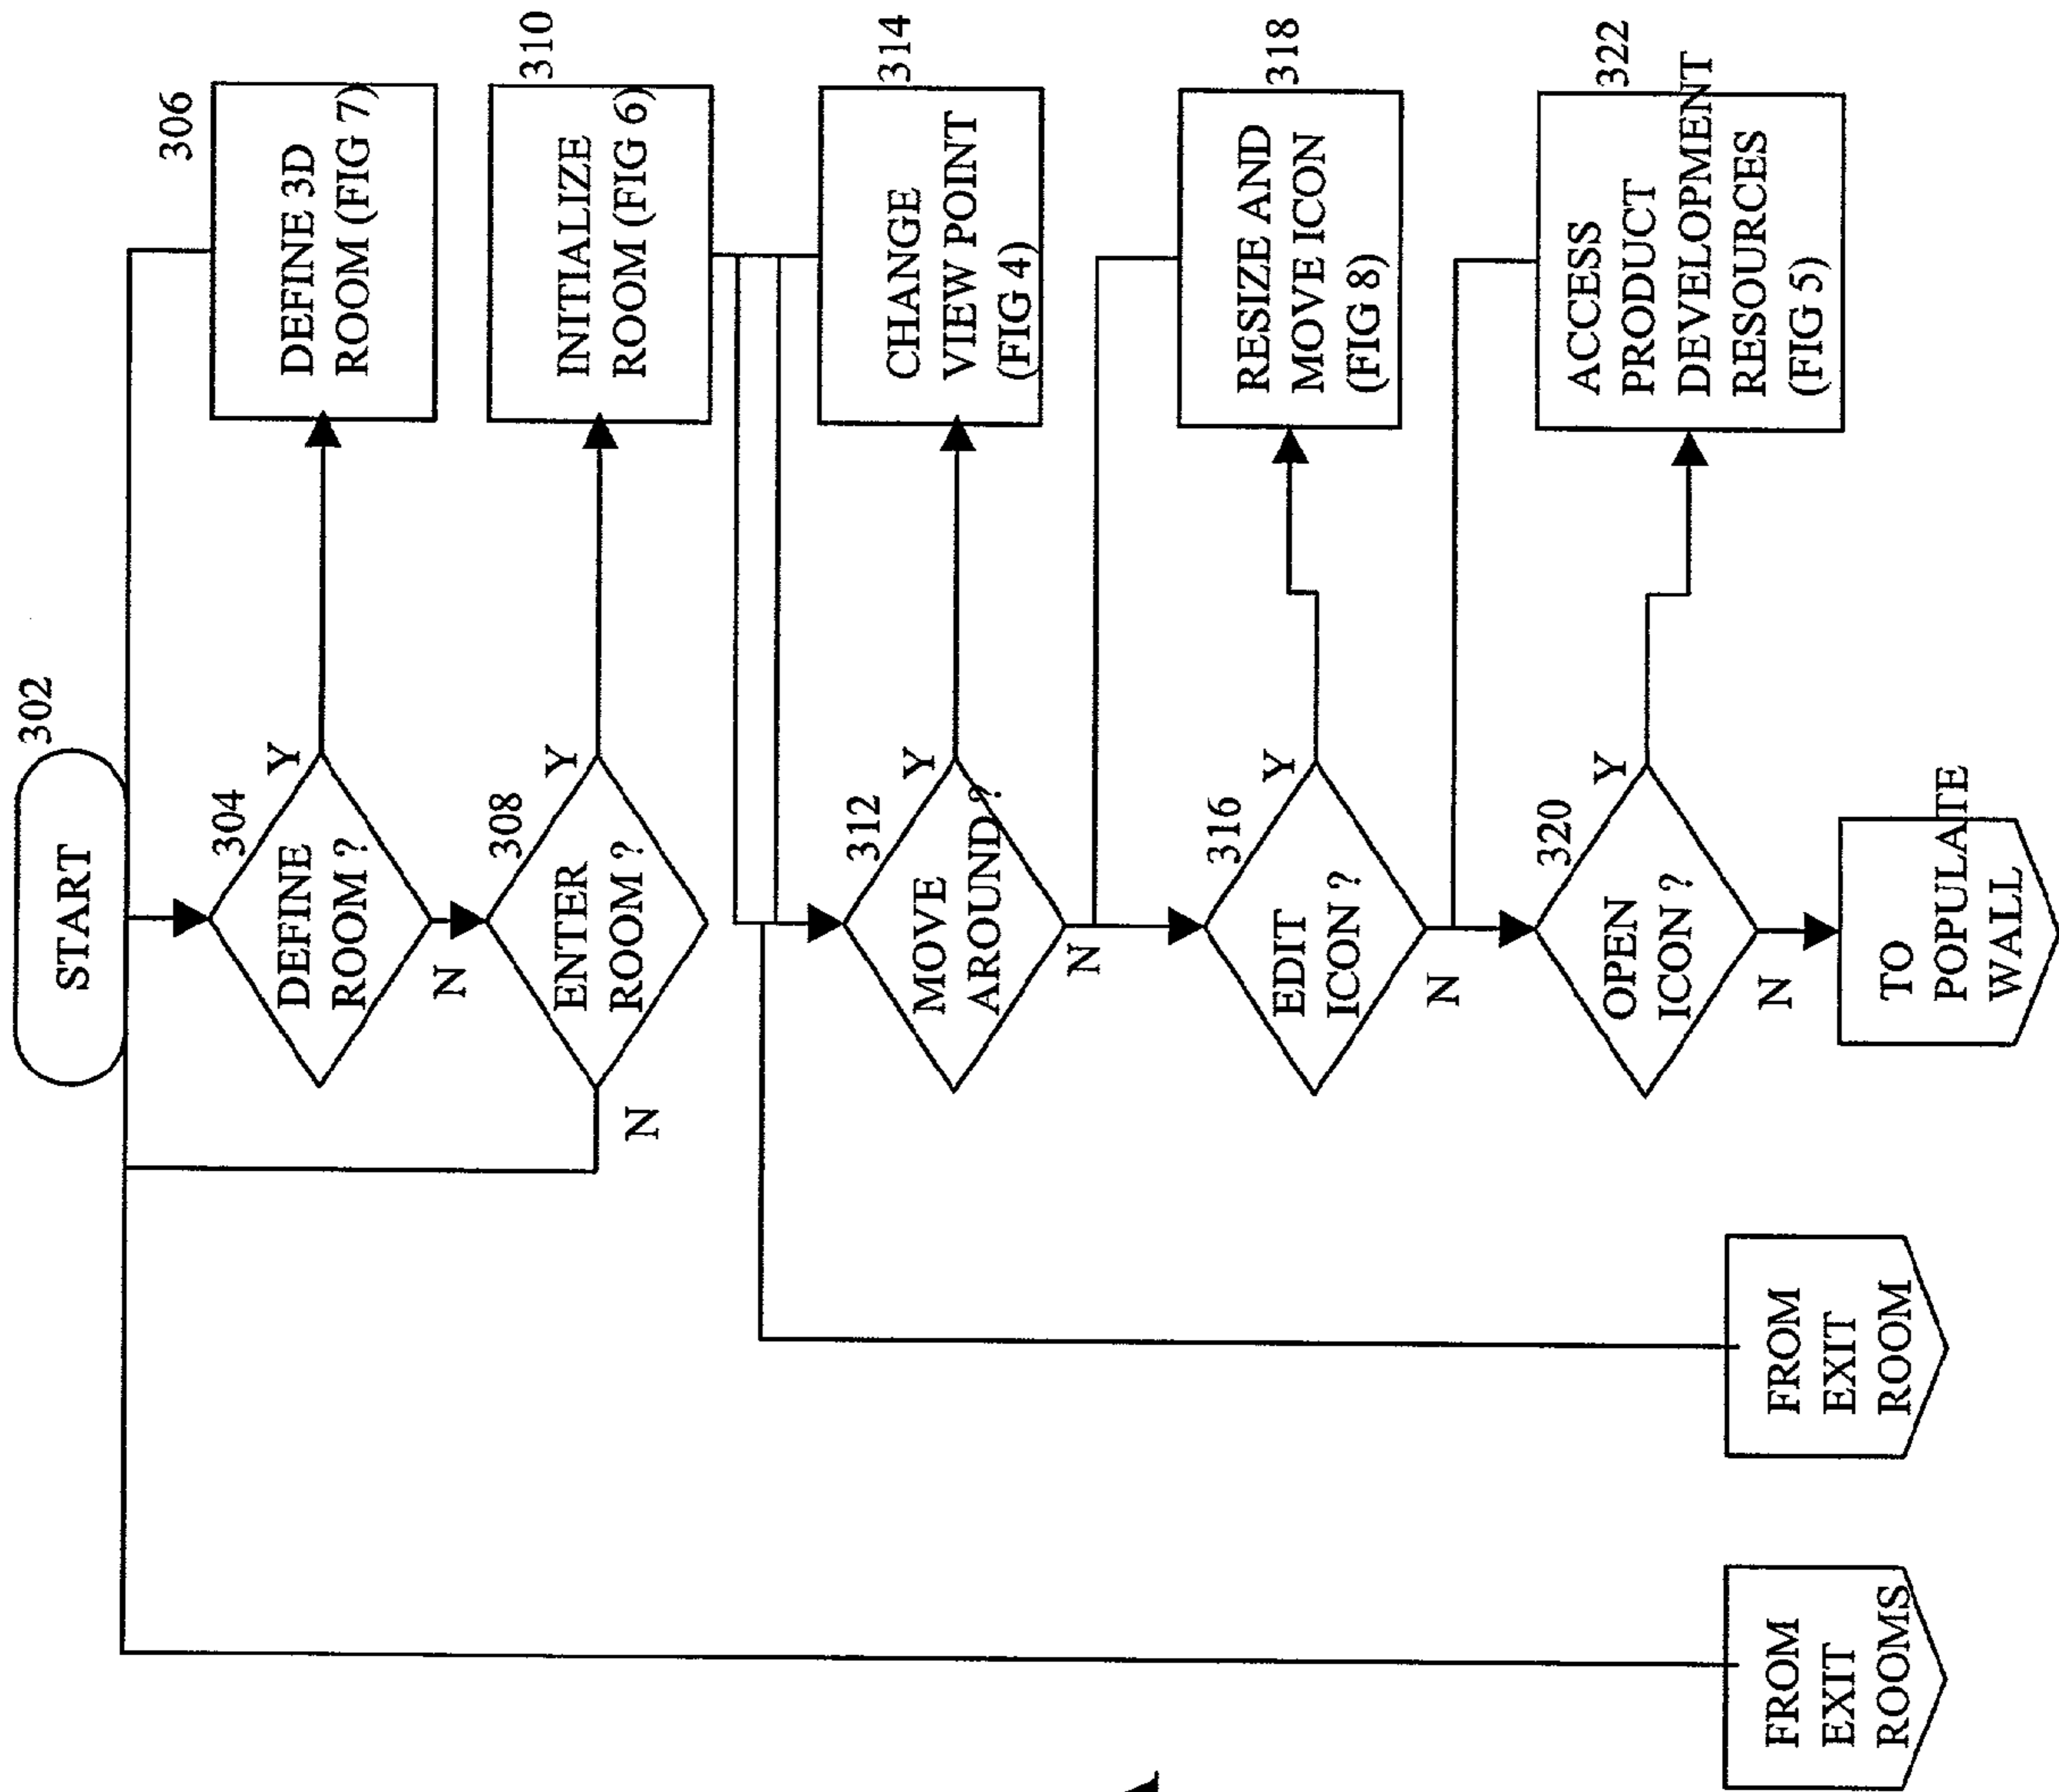 302
START
304
DEFINE
ROOM ?
Y
N
306
DEFINE 3D
ROOM (FIG 7)
308
ENTER
ROOM ?
Y
N
310
INITIALIZE
ROOM (FIG 6)
312
MOVE
AROUND ?
Y
N
314
CHANGE
VIEW POINT
(FIG 4)
316
EDIT
ICON ?
Y
N
318
RESIZE AND
MOVE ICON
(FIG 8)
320
OPEN
ICON ?
Y
N
322
ACCESS
PRODUCT
DEVELOPMENT
RESOURCES
(FIG 5)
TO
POPULATE
WALL
FROM
EXIT
ROOM
FROM
EXIT
ROOMS